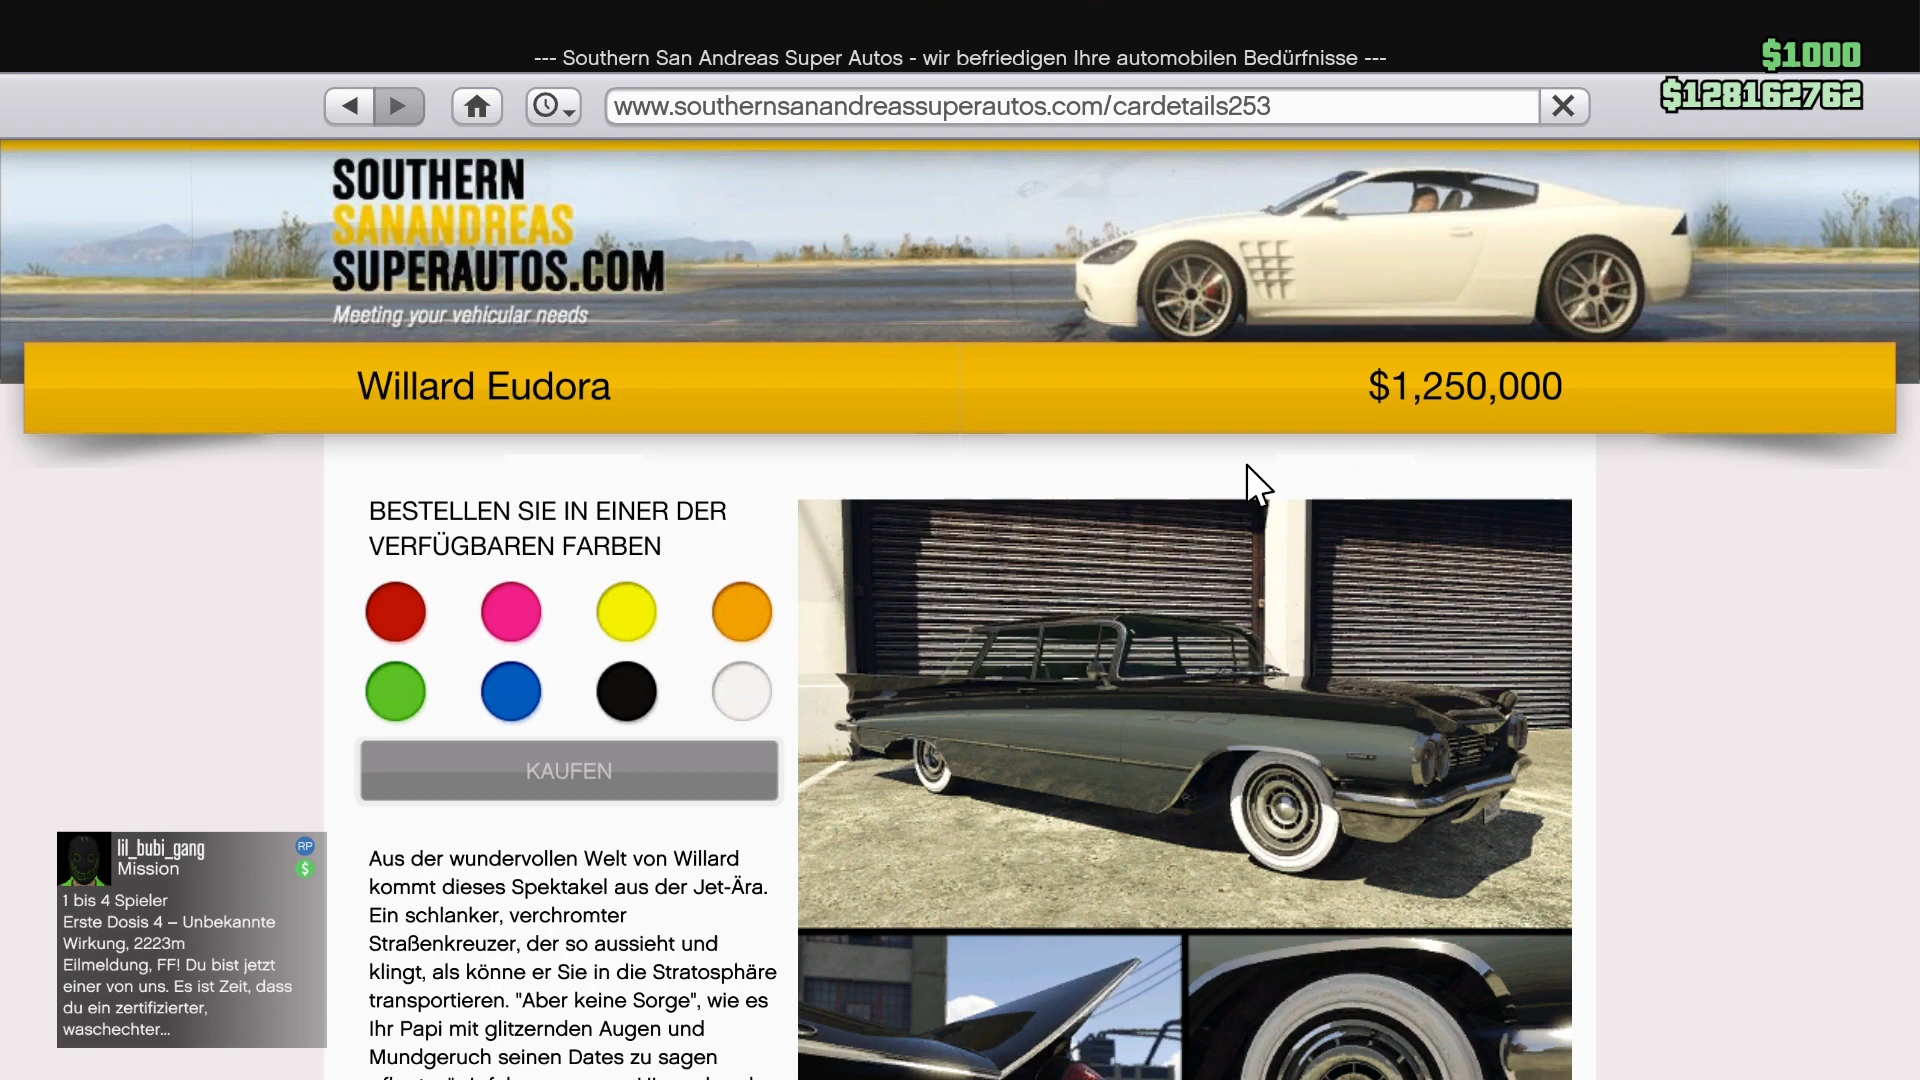 --- Southern San Andreas Super Autos - wir befriedigen Ihre automobilen Bedürfnisse ---
$1000
$128162762
www.southernsanandreassuperautos.com/cardetails253
SOUTHERN
SANANDREAS
SUPERAUTOS.COM
Meeting your vehicular needs
Willard Eudora
$1,250,000
BESTELLEN SIE IN EINER DER
VERFÜGBAREN FARBEN
KAUFEN
Aus der wundervollen Welt von Willard
kommt dieses Spektakel aus der Jet-Ära.
Ein schlanker, verchromter
Straßenkreuzer, der so aussieht und
klingt, als könne er Sie in die Stratosphäre
transportieren. "Aber keine Sorge", wie es
Ihr Papi mit glitzernden Augen und
Mundgeruch seinen Dates zu sagen
lil_bubi_gang
RP
Mission
$
1 bis 4 Spieler
Erste Dosis 4 – Unbekannte
Wirkung, 2223m
Eilmeldung, FF! Du bist jetzt
einer von uns. Es ist Zeit, dass
du ein zertifizierter,
waschechter...